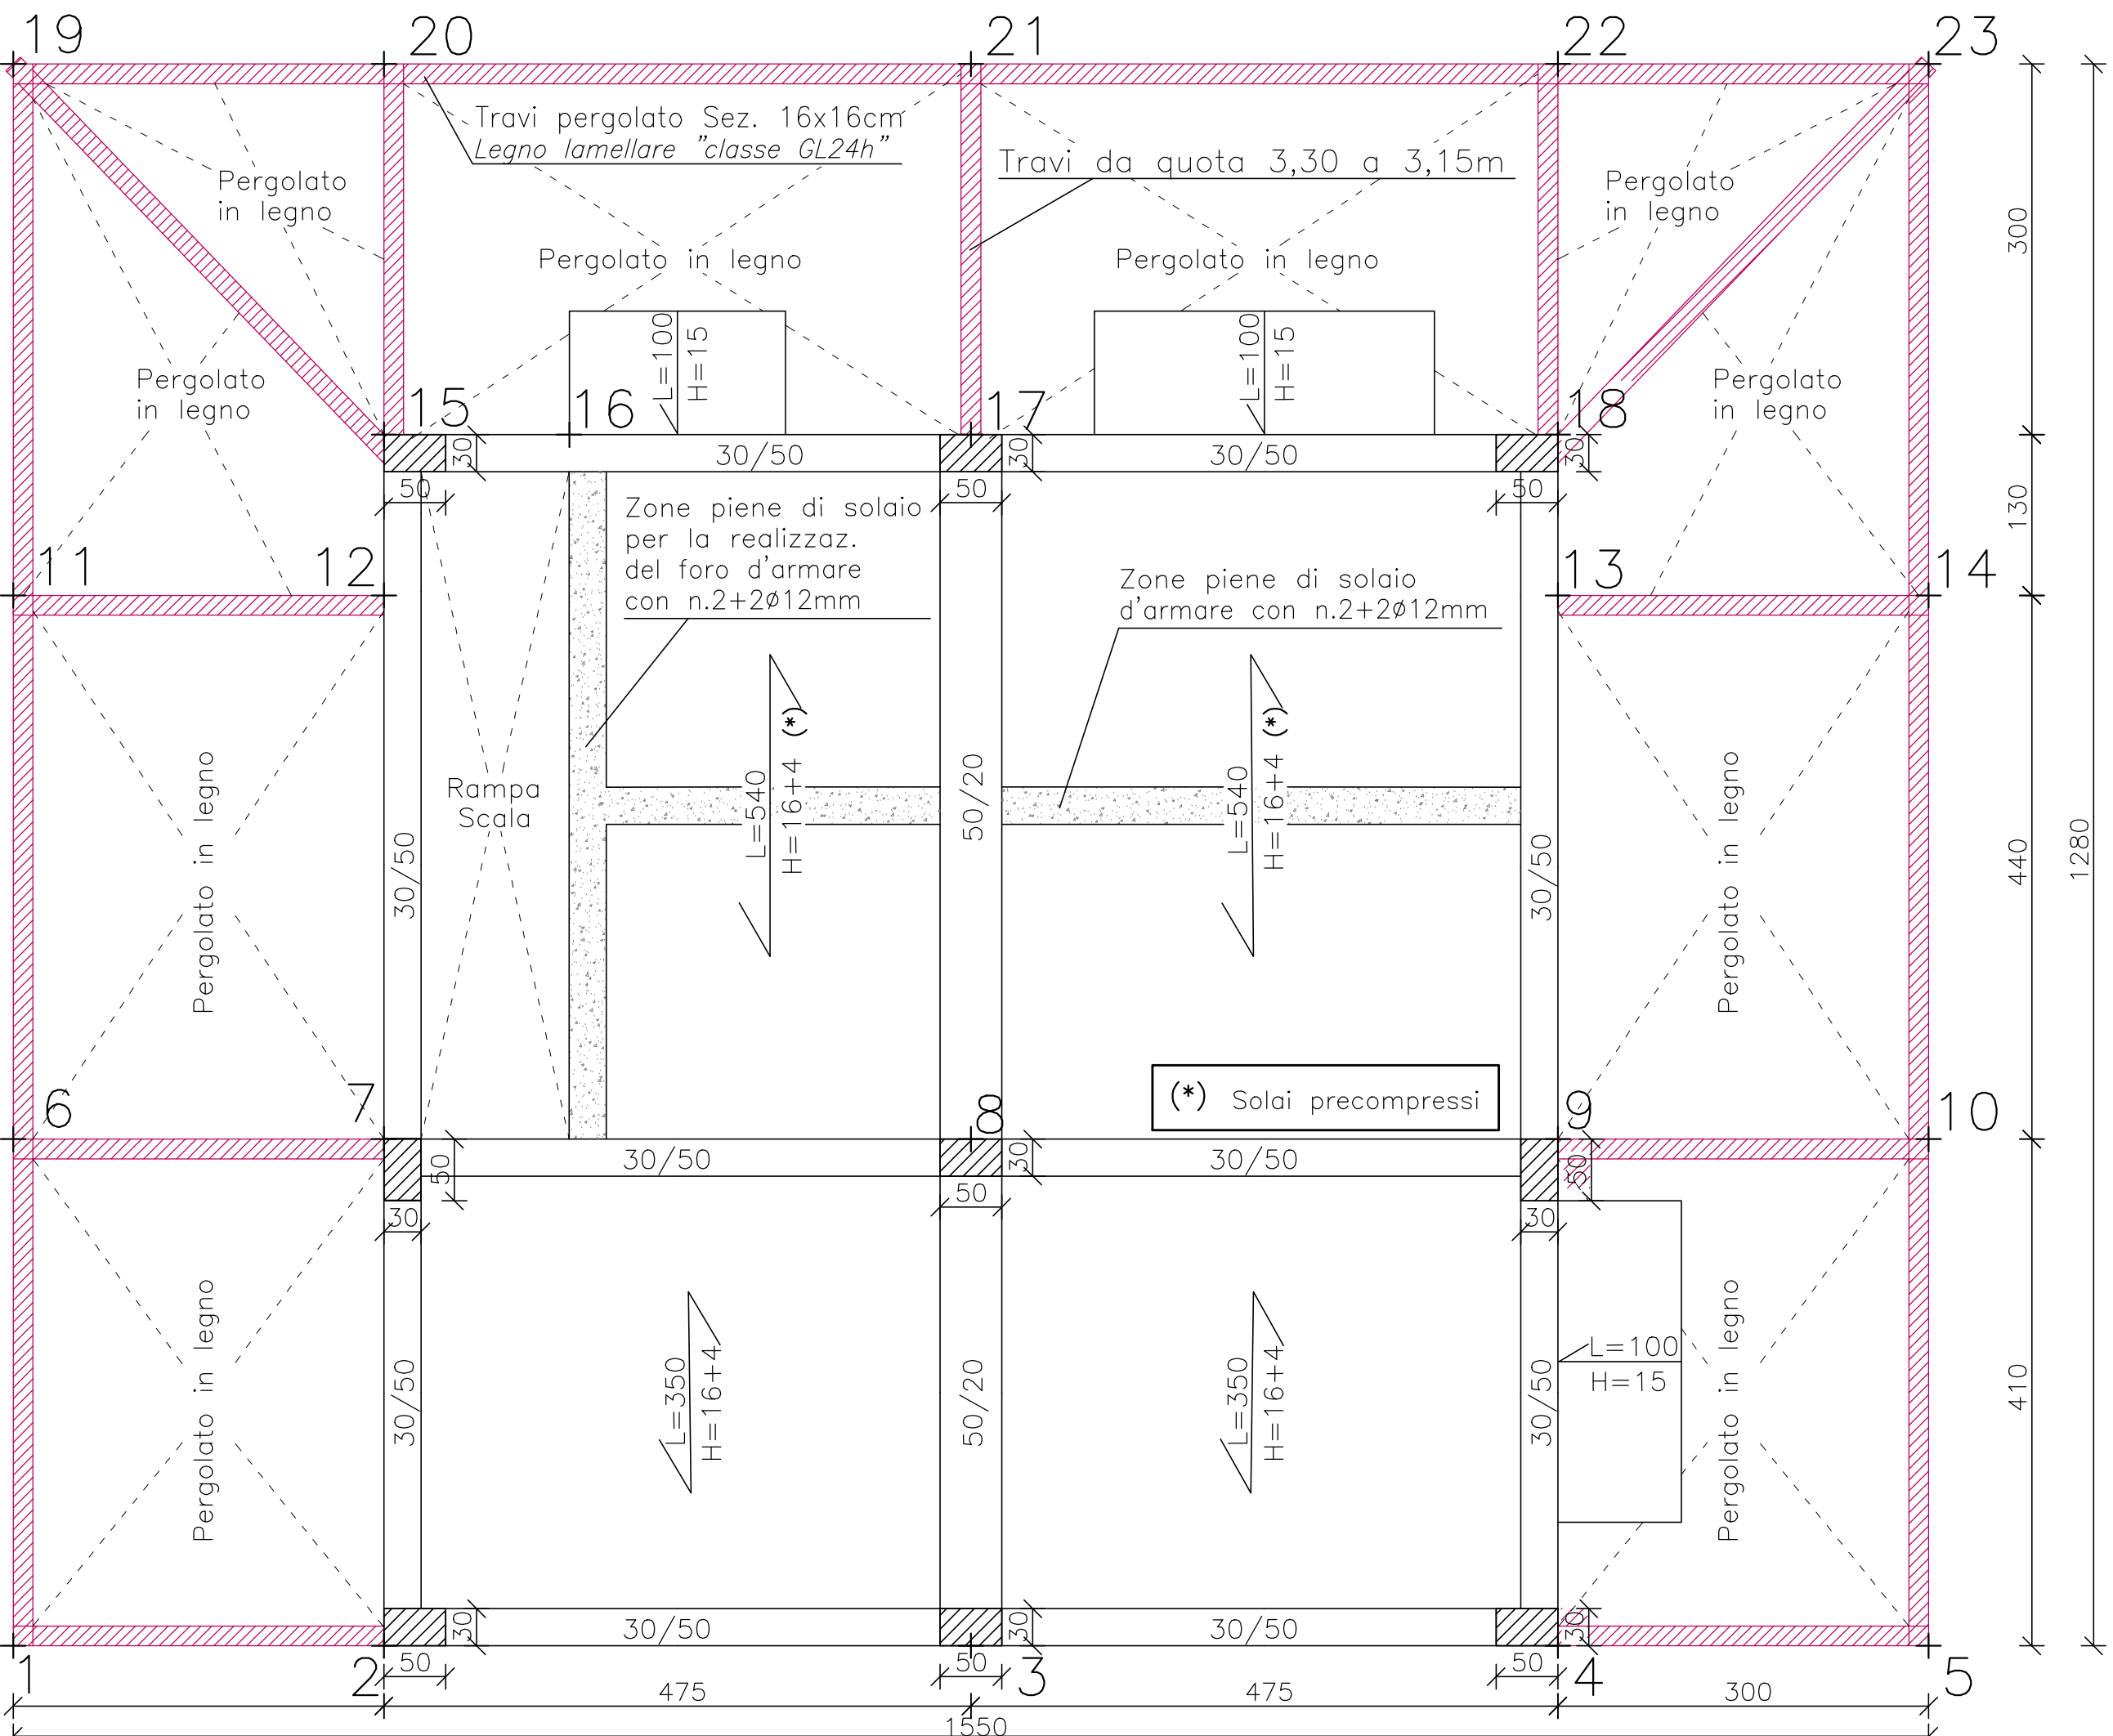 19
20
21
22
23
Travi pergolato Sez. 16x16cm
Legno lamellare "classe GL24h"
Travi da quota 3,30 a 3,15m
Pergolato
in legno
Pergolato
in legno
300
Pergolato in legno
Pergolato in legno
L=100
H=15
L=100
H=15
Pergolato
in legno
Pergolato
in legno
15
16
17
18
30
30/50
30
30/50
30
50
50
50
130
Zone piene di solaio
per la realizzaz.
del foro d'armare
con n.2+2ø12mm
Zone piene di solaio
d'armare con n.2+2ø12mm
11
12
13
14
Pergolato in legno
30/50
Rampa
Scala
L=540
H=16+4 (*)
50/20
L=540
H=16+4 (*)
30/50
Pergolato in legno
440
1280
(*) Solai precompressi
6
7
8
9
10
50
30/50
30
30/50
50
30
50
30
Pergolato in legno
30/50
L=350
H=16+4
50/20
L=350
H=16+4
30/50
L=100
H=15
Pergolato in legno
410
30
30/50
30
30/50
30
1
2
50
50
3
50
4
5
475
475
300
1550